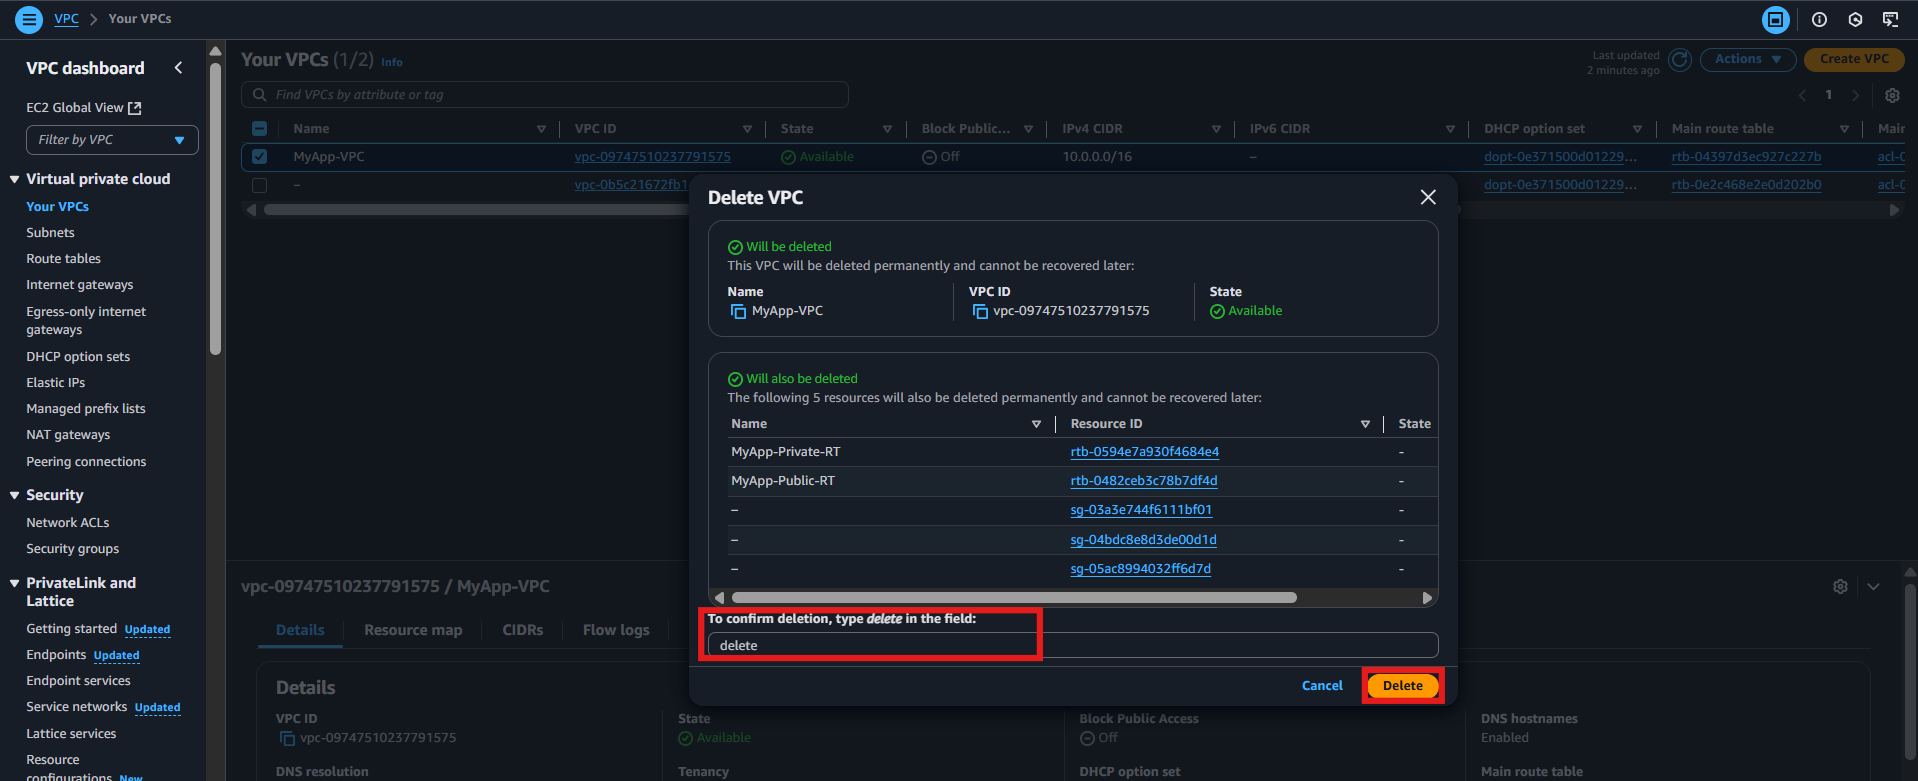 VPC > Your VPCs
VPC dashboard
EC2 Global View
Filter by VPC
Virtual private cloud
Your VPCs
Subnets
Route tables
Internet gateways
Egress-only internet
gateways
DHCP option sets
Elastic IPs
Managed prefix lists
NAT gateways
Peering connections
Security
Network ACLs
Security groups
PrivateLink and
Lattice
Getting started Updated
Endpoints Updated
Endpoint services
Service networks Updated
Lattice services
Resource
configurations New
Your VPCs (1/2) Info
Last updated
2 minutes ago
Actions
Create VPC
Find VPCs by attribute or tag
1
Name VPC ID State Block Public... IPv4 CIDR IPv6 CIDR DHCP option set Main route table Main
MyApp-VPC vpc-09747510237791575 Available Off 10.0.0.0/16 – dopt-0e371500d01229... rtb-04397d3ec927c227b acl-0
– vpc-0b5c21672fb1 dopt-0e371500d01229... rtb-0e2c468e2e0d202b0 acl-0
Delete VPC
Will be deleted
This VPC will be deleted permanently and cannot be recovered later:
Name VPC ID State
MyApp-VPC vpc-09747510237791575 Available
Will also be deleted
The following 5 resources will also be deleted permanently and cannot be recovered later:
Name Resource ID State
MyApp-Private-RT rtb-0594e7a930f4684e4 -
MyApp-Public-RT rtb-0482ceb3c78b7df4d -
– sg-03a3e744f6111bf01 -
– sg-04bdc8e8d3de00d1d -
– sg-05ac8994032ff6d7d -
To confirm deletion, type delete in the field:
delete
Cancel Delete
vpc-09747510237791575 / MyApp-VPC
Details Resource map CIDRs Flow logs
Details
VPC ID
vpc-09747510237791575
State
Available
Block Public Access
Off
DNS hostnames
Enabled
DNS resolution Tenancy DHCP option set Main route table